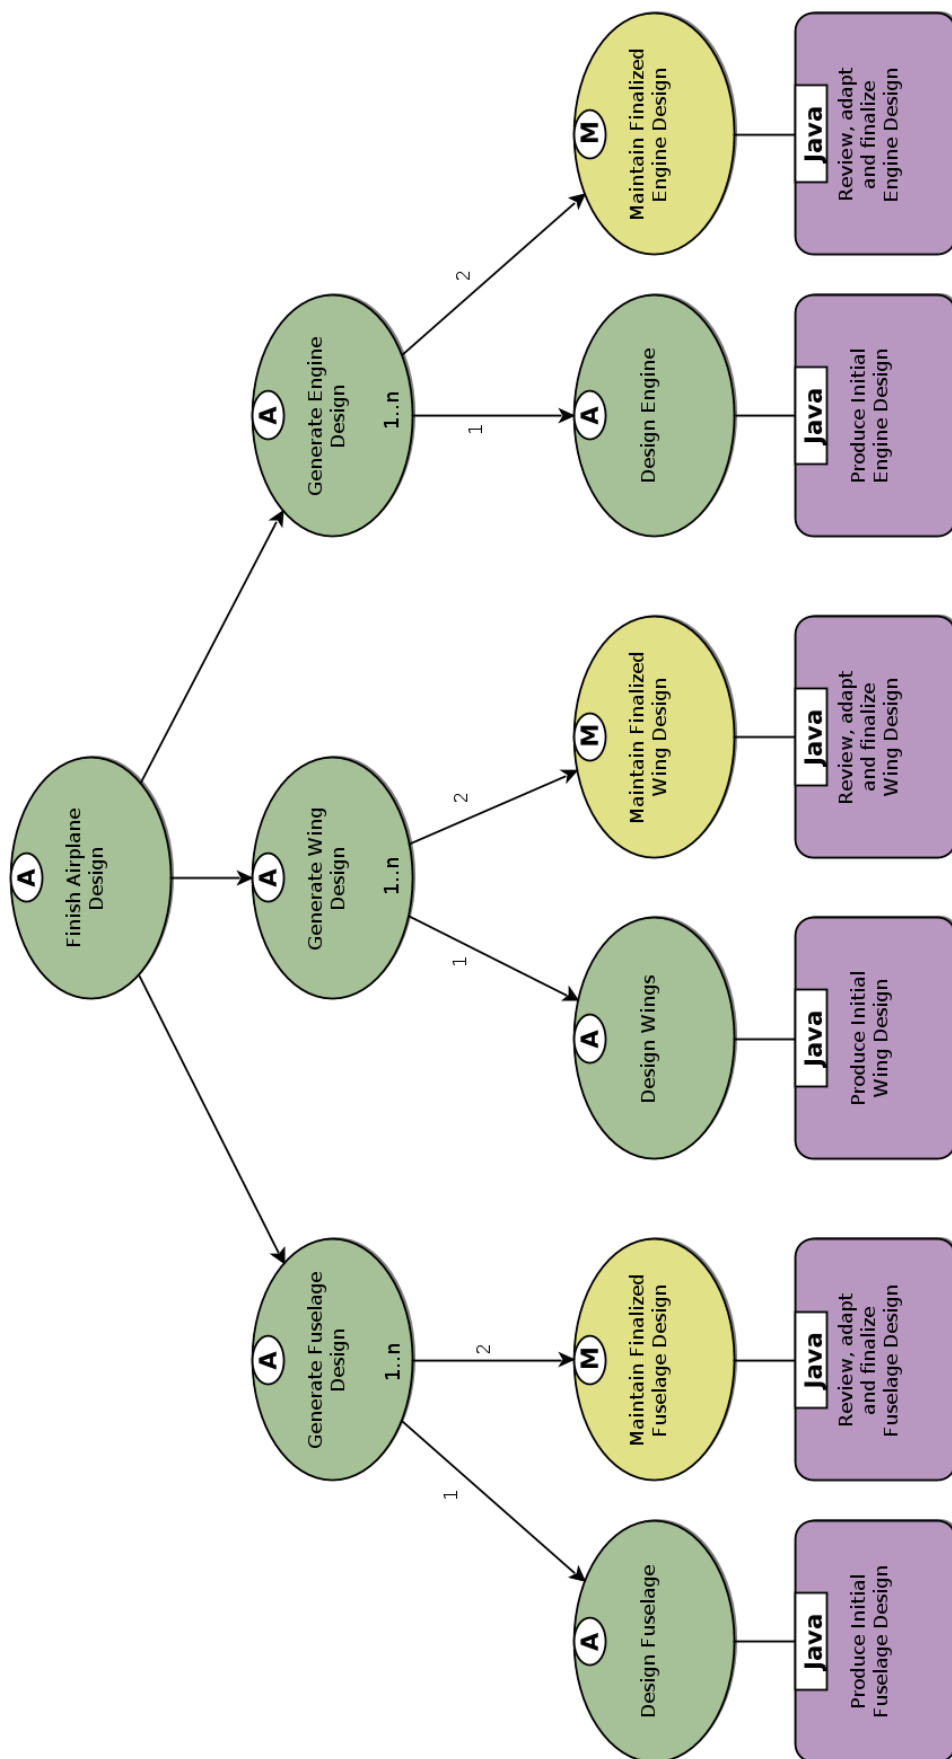 A
Finish Airplane
Design
A
Generate Fuselage
Design
1..n
A
Generate Wing
Design
1..n
A
Generate Engine
Design
1..n
1
2
1
2
1
2
A
Design Fuselage
M
Maintain Finalized
Fuselage Design
A
Design Wings
M
Maintain Finalized
Wing Design
A
Design Engine
M
Maintain Finalized
Engine Design
Java
Produce Initial
Fuselage Design
Java
Review, adapt
and finalize
Fuselage Design
Java
Produce Initial
Wing Design
Java
Review, adapt
and finalize
Wing Design
Java
Produce Initial
Engine Design
Java
Review, adapt
and finalize
Engine Design